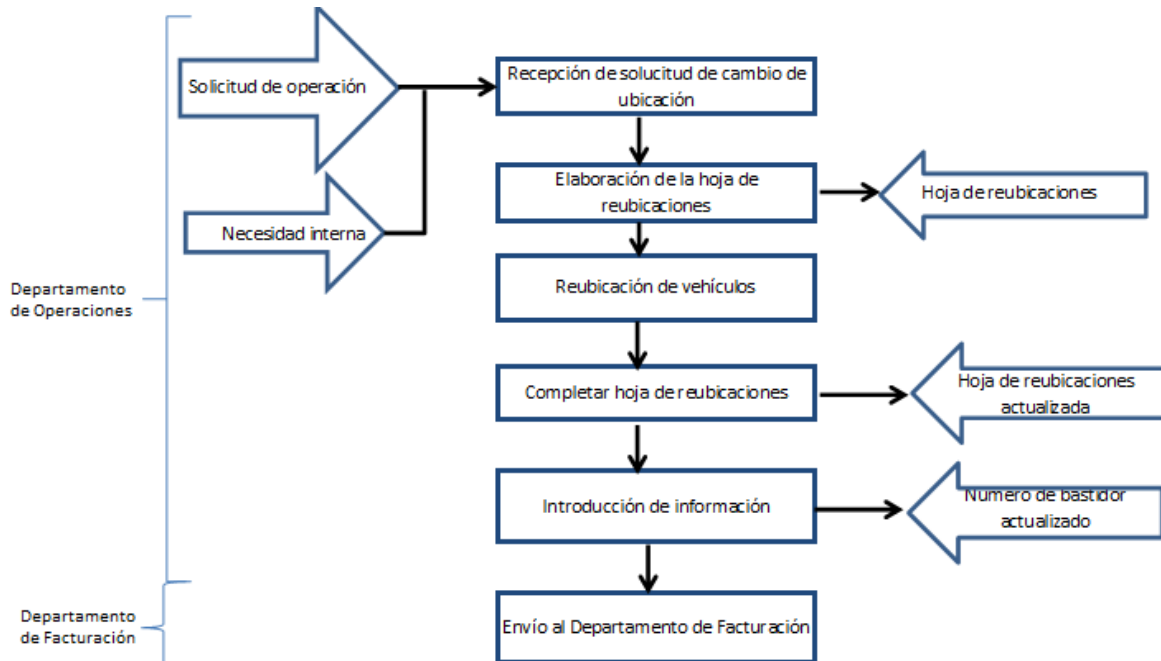 Solicitud de operación
Recepción de solucitud de cambio de
ubicación
Elaboración de la hoja de
reubicaciones
Hoja de reubicaciones
Necesidad interna
Reubicación de vehículos
Departamento
de Operaciones
Completar hoja de reubicaciones
Hoja de reubicaciones
actualizada
Introducción de información
Número de bastidor
actualizado
Departamento
de Facturación
Envío al Departamento de Facturación